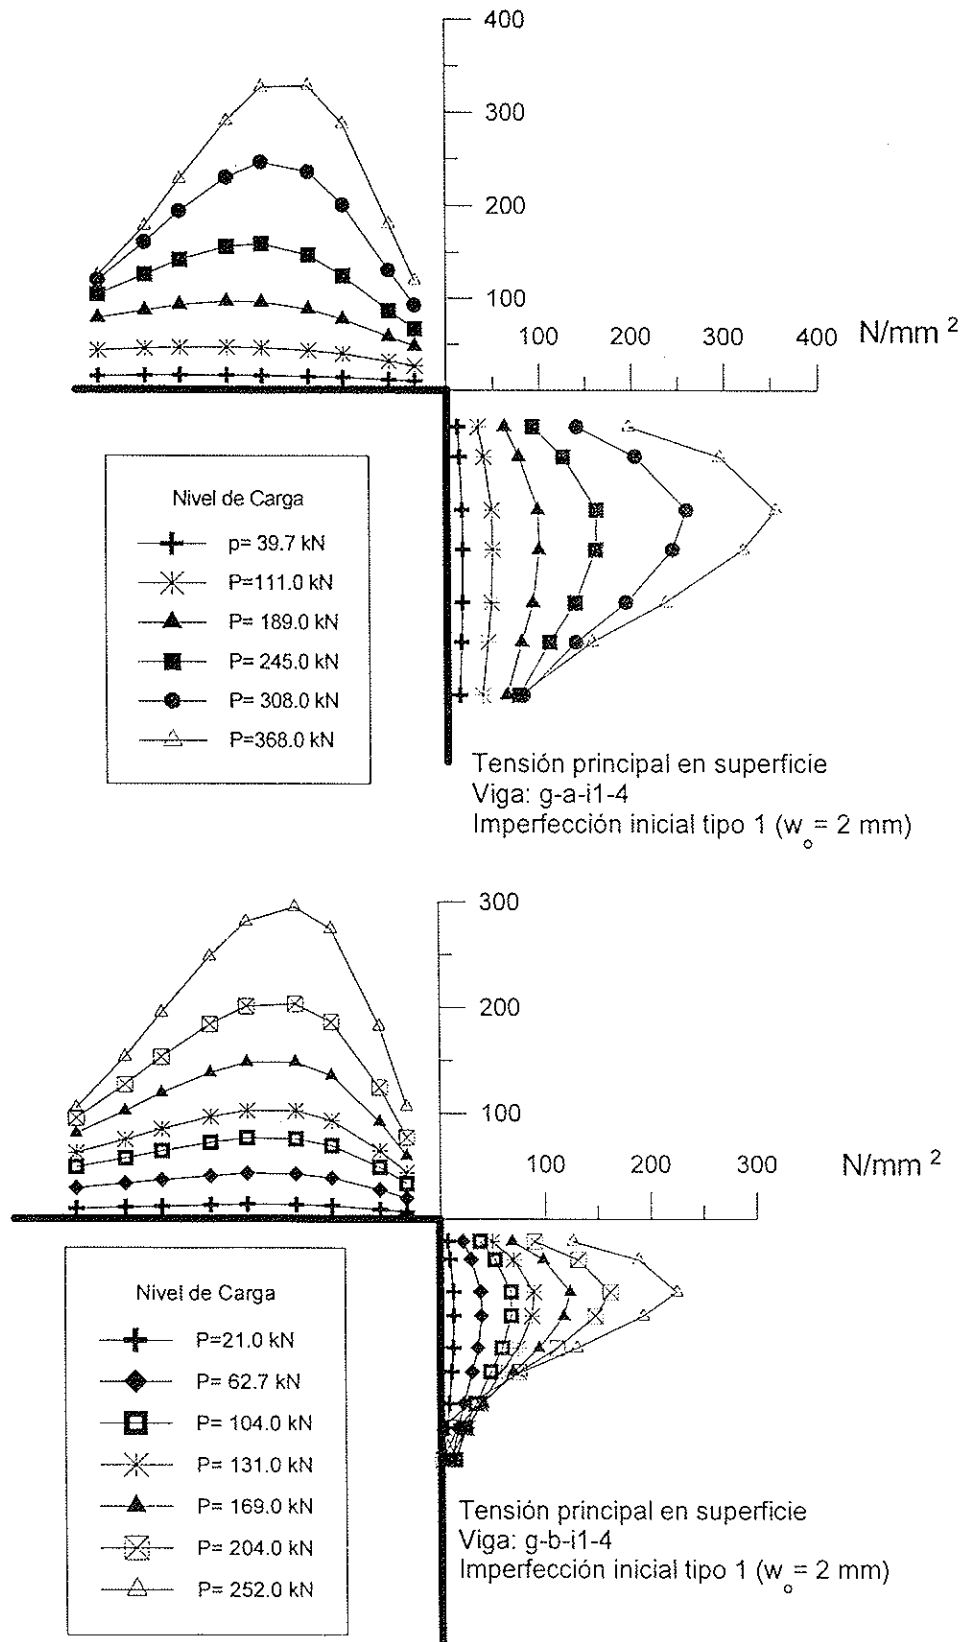 400
300
200
100
100 200 300 400 N/mm 2
Nivel de Carga
p= 39.7 kN
P=111.0 kN
P= 189.0 kN
P= 245.0 kN
P= 308.0 kN
P=368.0 kN
Tensión principal en superficie
Viga: g-a-i1-4
Imperfección inicial tipo 1 (w o = 2 mm)
300
200
100
100 200 300 N/mm 2
Nivel de Carga
P=21.0 kN
P= 62.7 kN
P= 104.0 kN
P= 131.0 kN
P= 169.0 kN
P= 204.0 kN
P= 252.0 kN
Tensión principal en superficie
Viga: g-b-i1-4
Imperfección inicial tipo 1 (w o = 2 mm)